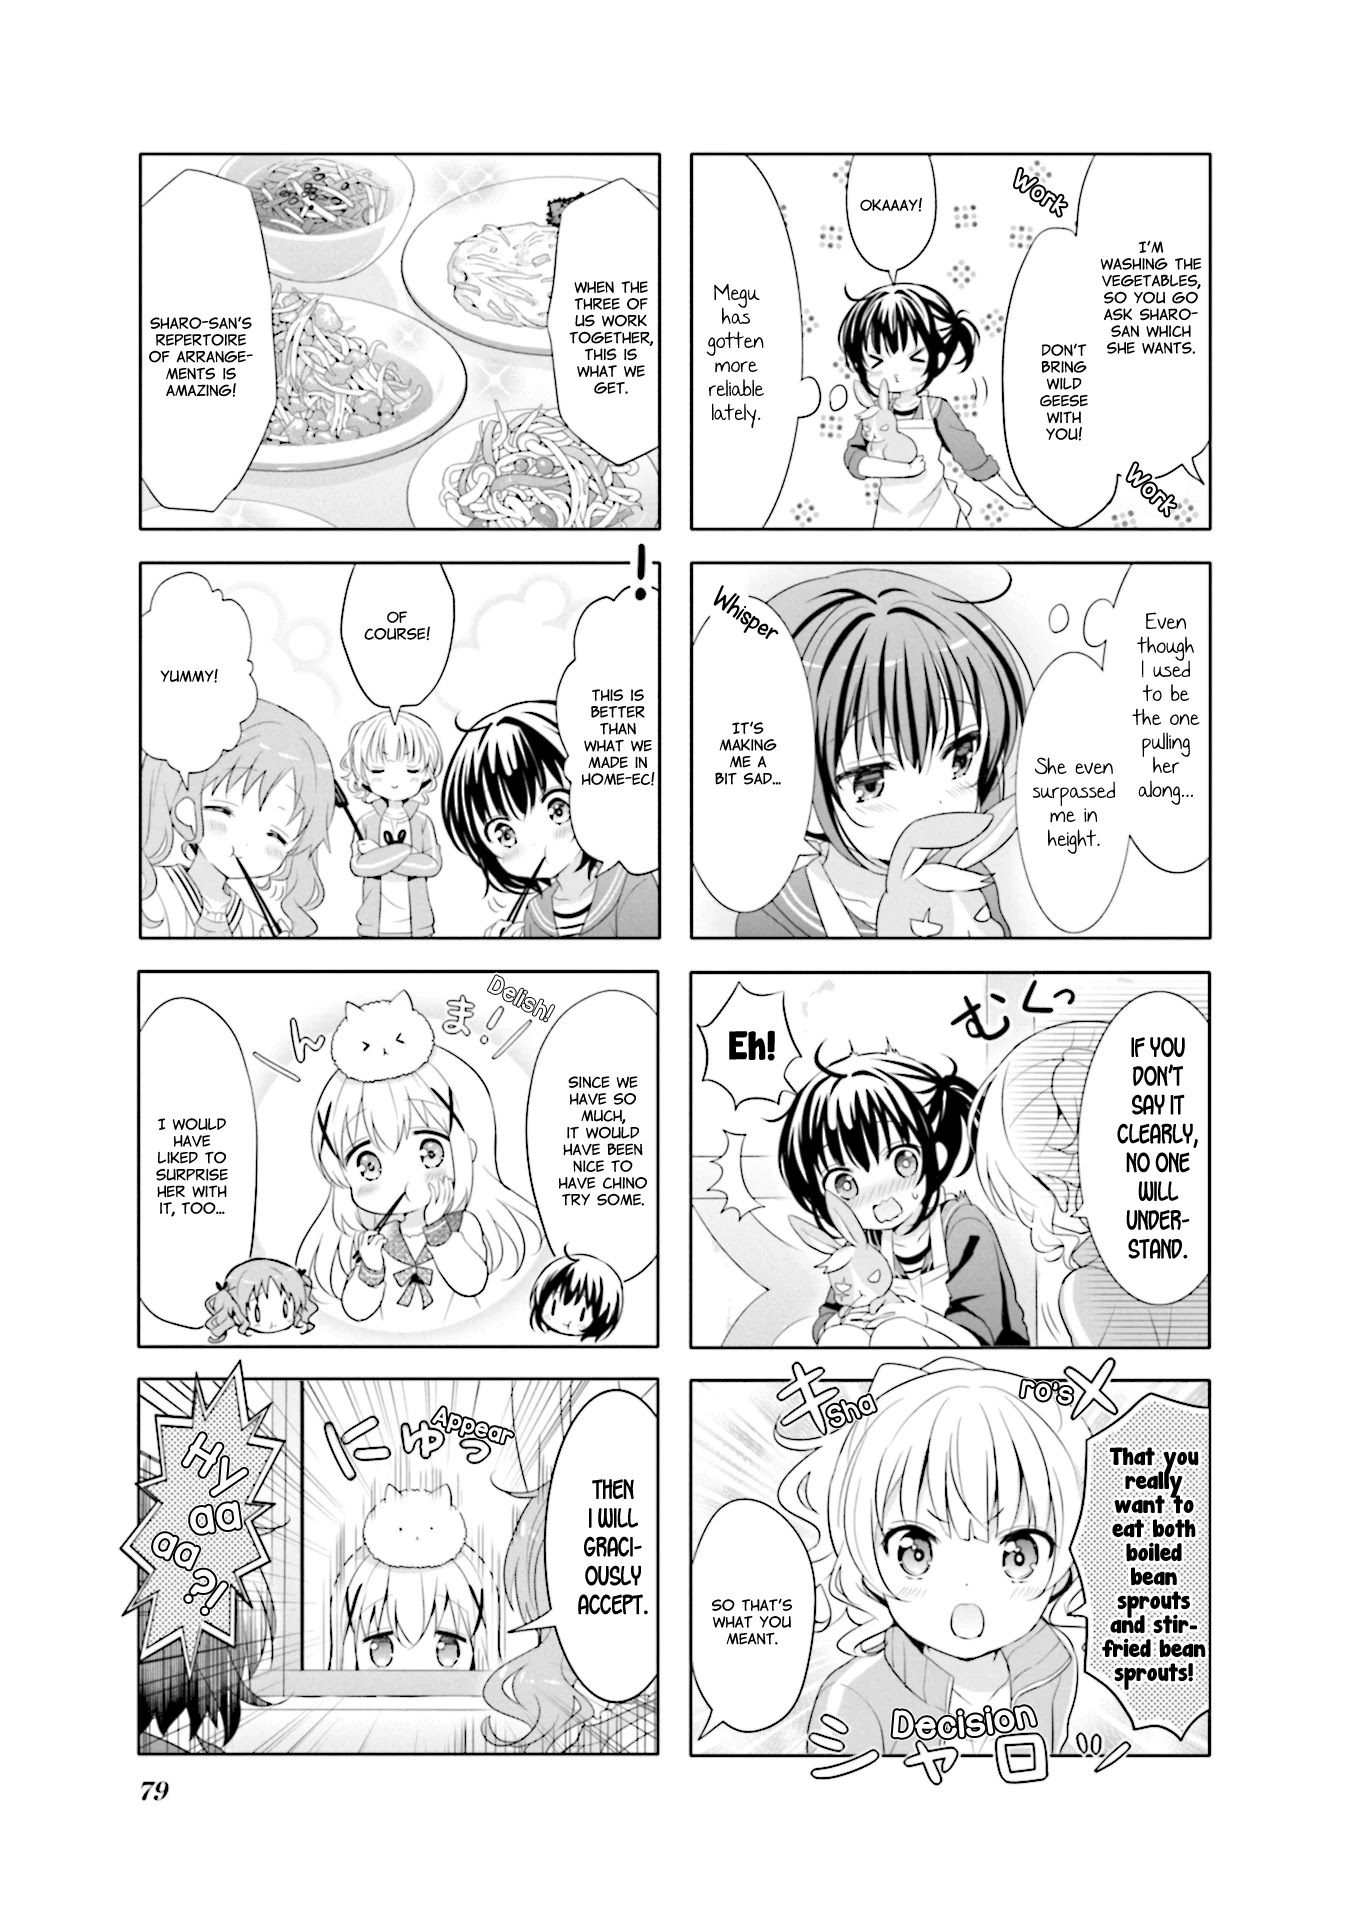 Work
I'M
WASHING THE
VEGETABLES,
SO YOU GO
ASK SHARO-
SAN WHICH
SHE WANTS.
DON'T
BRING
WILD
GEESE
WITH
YOU!
Work
OKAAAY!
Megu
has
gotten
more
reliable
lately.
Even
though
I used
to be
the one
pulling
her
along...
She even
surpassed
me in
height.
Whisper
IT'S
MAKING
ME A
BIT SAD...
むくっ
IF YOU
DON'T
SAY IT
CLEARLY,
NO ONE
WILL
UNDER-
STAND.
Eh!
That you
really
want to
eat both
boiled
bean
sprouts
and stir-
fried bean
sprouts!
キメ
Sha
ro's
シャロッ
Decision
SO THAT'S
WHAT YOU
MEANT.
WHEN THE
THREE OF
US WORK
TOGETHER,
THIS IS
WHAT WE
GET.
SHARO-SAN'S
REPERTOIRE
OF ARRANGE-
MENTS IS
AMAZING!
!
THIS IS
BETTER
THAN
WHAT WE
MADE IN
HOME-EC!
OF
COURSE!
YUMMY!
SINCE WE
HAVE SO
MUCH,
IT WOULD
HAVE BEEN
NICE TO
HAVE CHINO
TRY SOME.
んーま!
Delish!
I WOULD
HAVE
LIKED TO
SURPRISE
HER WITH
IT, TOO...
THEN
I WILL
GRACI-
OUSLY
ACCEPT.
にゅっ
Appear
Hy
aa
aa?!
79